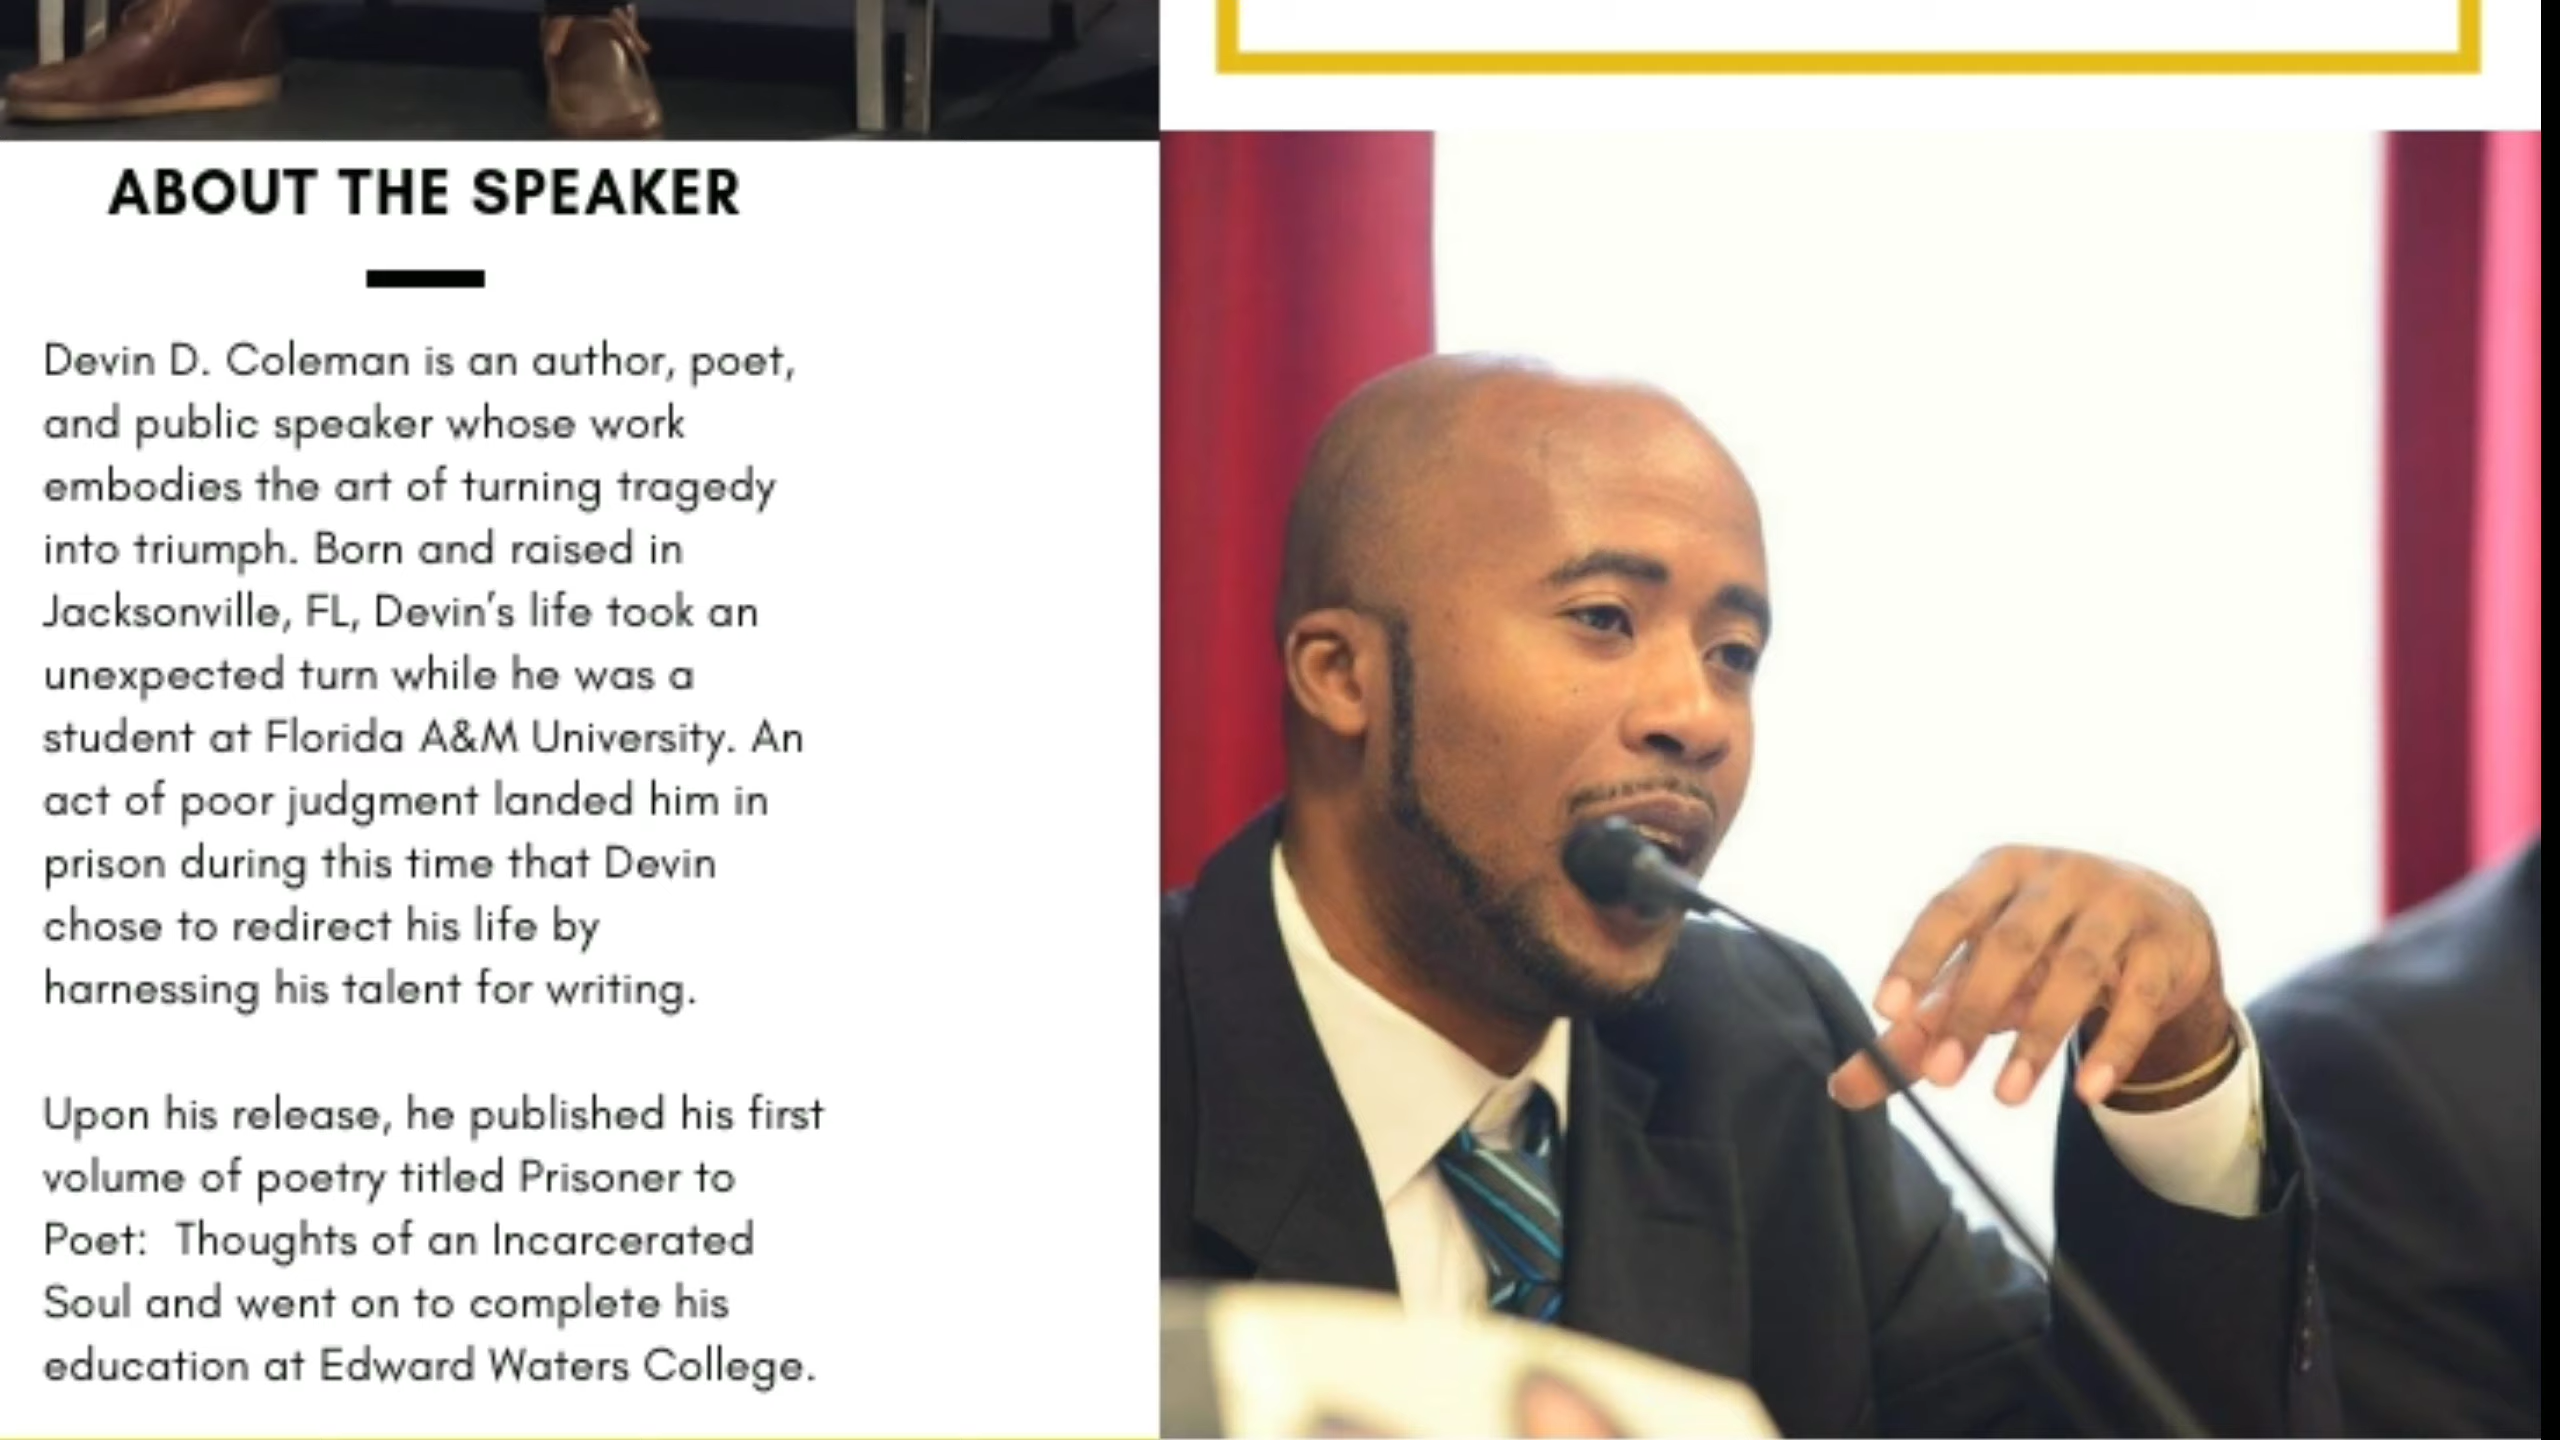 ABOUT THE SPEAKER
Devin D. Coleman is an author, poet,
and public speaker whose work
embodies the art of turning tragedy
into triumph. Born and raised in
Jacksonville, FL, Devin's life took an
unexpected turn while he was a
student at Florida A&M University. An
act of poor judgment landed him in
prison during this time that Devin
chose to redirect his life by
harnessing his talent for writing.
Upon his release, he published his first
volume of poetry titled Prisoner to
Poet:  Thoughts of an Incarcerated
Soul and went on to complete his
education at Edward Waters College.